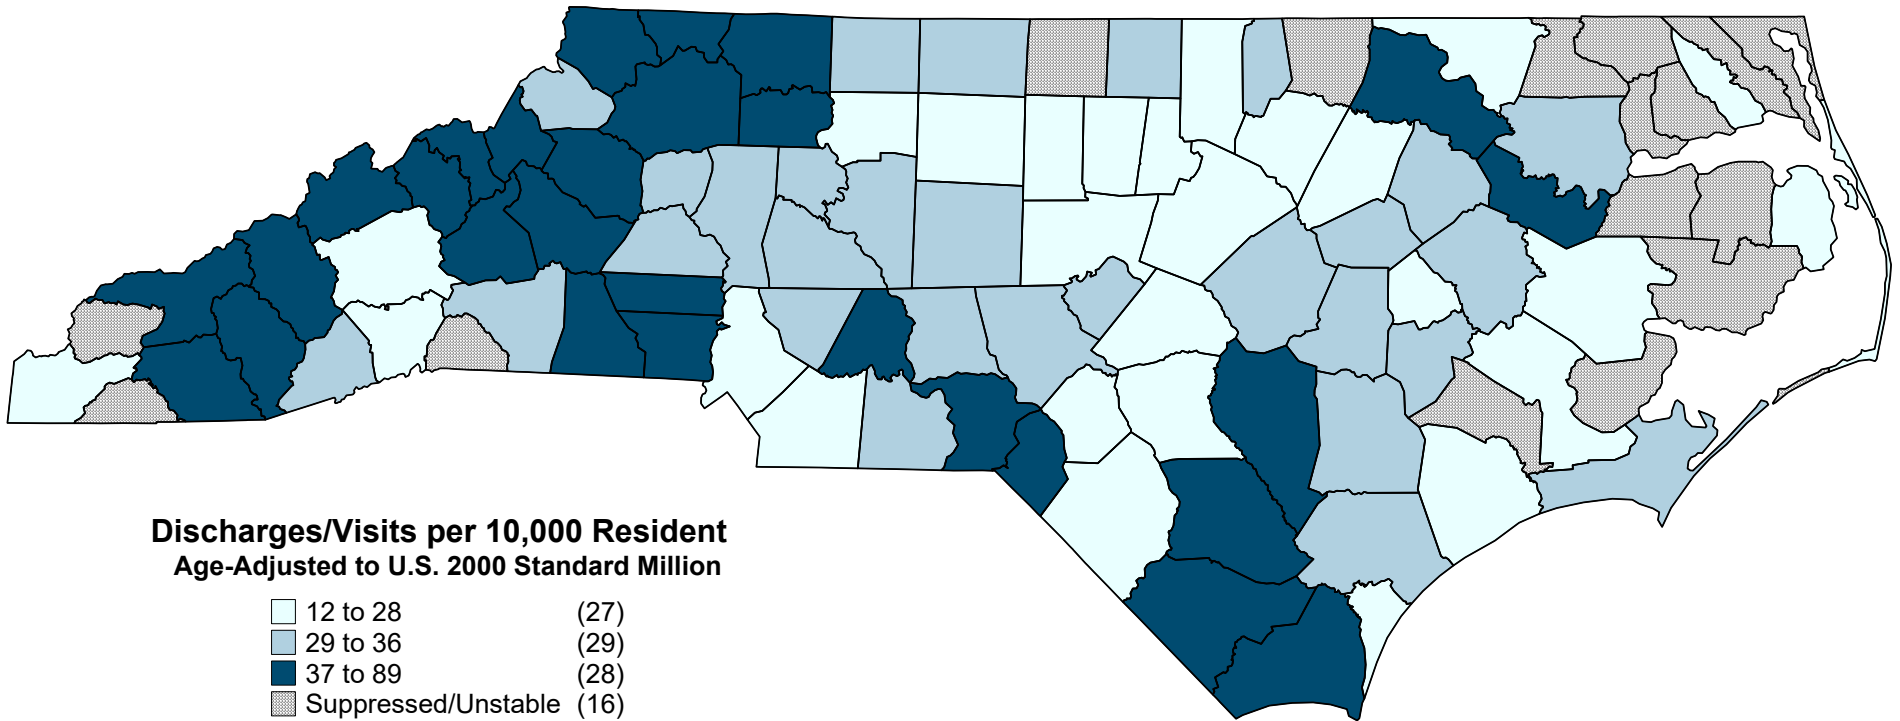 Discharges/Visits per 10,000 Resident
Age-Adjusted to U.S. 2000 Standard Million
12 to 28 (27)
29 to 36 (29)
37 to 89 (28)
Suppressed/Unstable (16)